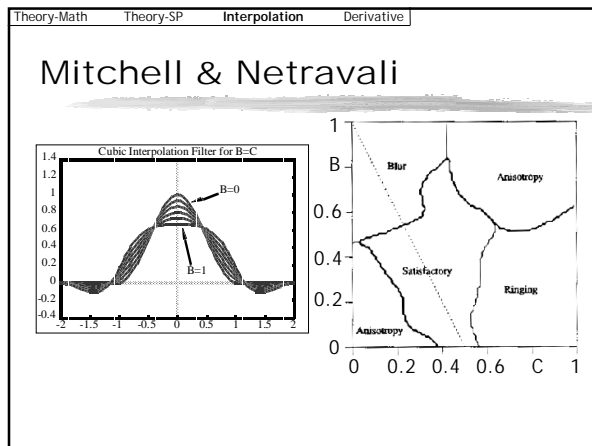 Theory-Math Theory-SP Interpolation Derivative
Mitchell & Netravali
Cubic Interpolation Filter for B=C
1.4
1.2
1
0.8
0.6
0.4
0.2
0
-0.2
-0.4
B=0
B=1
-2 -1.5 -1 -0.5 0 0.5 1 1.5 2
1
B
0.6
0.4
0.2
0
Blur
Anisotropy
Satisfactory
Ringing
Anisotropy
0 0.2 0.4 0.6 C 1